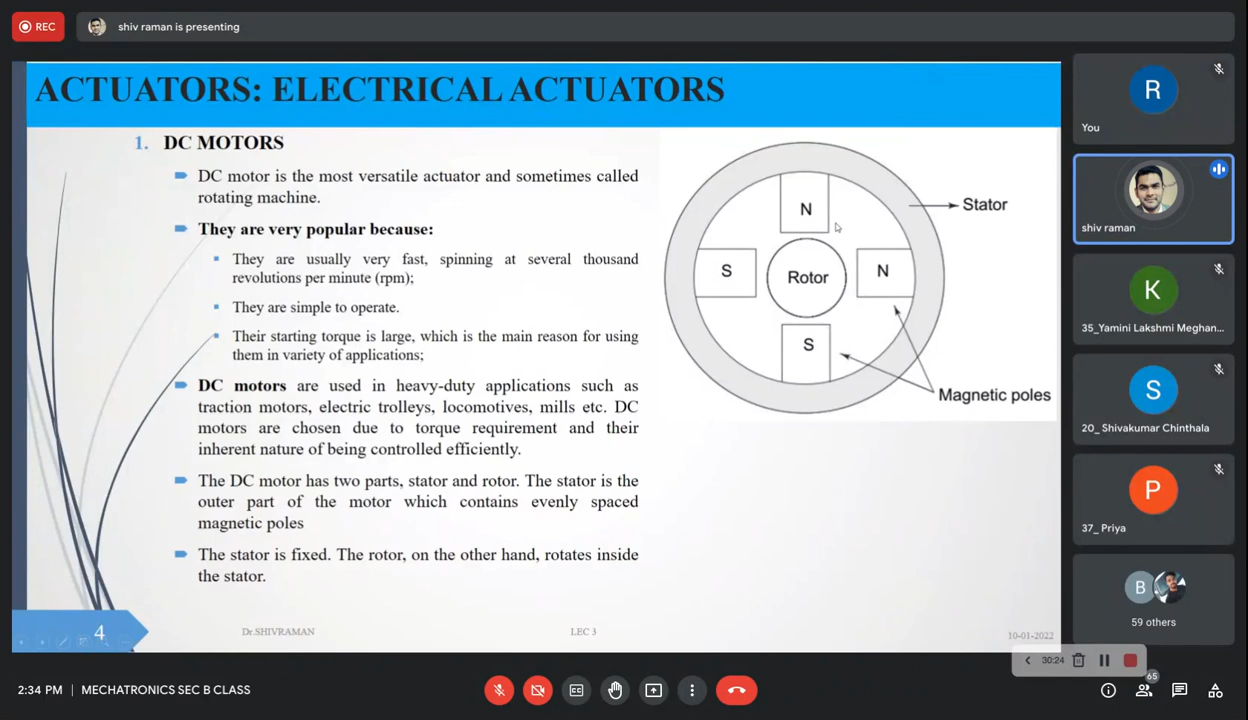 REC
shiv raman is presenting
ACTUATORS: ELECTRICAL ACTUATORS
1. DC MOTORS
DC motor is the most versatile actuator and sometimes called
rotating machine.
They are very popular because:
They are usually very fast, spinning at several thousand
revolutions per minute (rpm);
They are simple to operate.
Their starting torque is large, which is the main reason for using
them in variety of applications;
DC motors are used in heavy-duty applications such as
traction motors, electric trolleys, locomotives, mills etc. DC
motors are chosen due to torque requirement and their
inherent nature of being controlled efficiently.
The DC motor has two parts, stator and rotor. The stator is the
outer part of the motor which contains evenly spaced
magnetic poles
The stator is fixed. The rotor, on the other hand, rotates inside
the stator.
N
Stator
S
Rotor
N
S
Magnetic poles
4
Dr.SHIVRAMAN
LEC 3
10-01-2022
R
You
shiv raman
K
35_Yamini Lakshmi Meghan...
S
20_ Shivakumar Chinthala
P
37_ Priya
B
59 others
30:24
2:34 PM | MECHATRONICS SEC B CLASS
CC
65